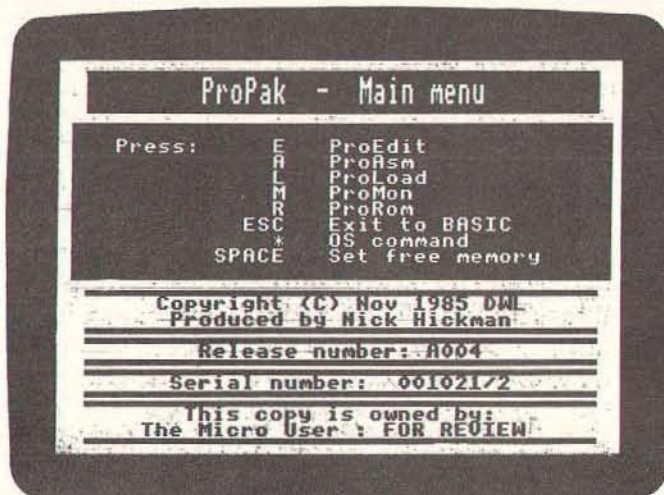 ProPak - Main menu
Press: E ProEdit
A ProAsm
L ProLoad
M ProMon
R ProRom
ESC Exit to BASIC
* OS command
SPACE Set free memory
Copyright (C) Nov 1985 DWL
Produced by Nick Hickman
Release number: A004
Serial number: 001021/2
This copy is owned by:
The Micro User : FOR REVIEW